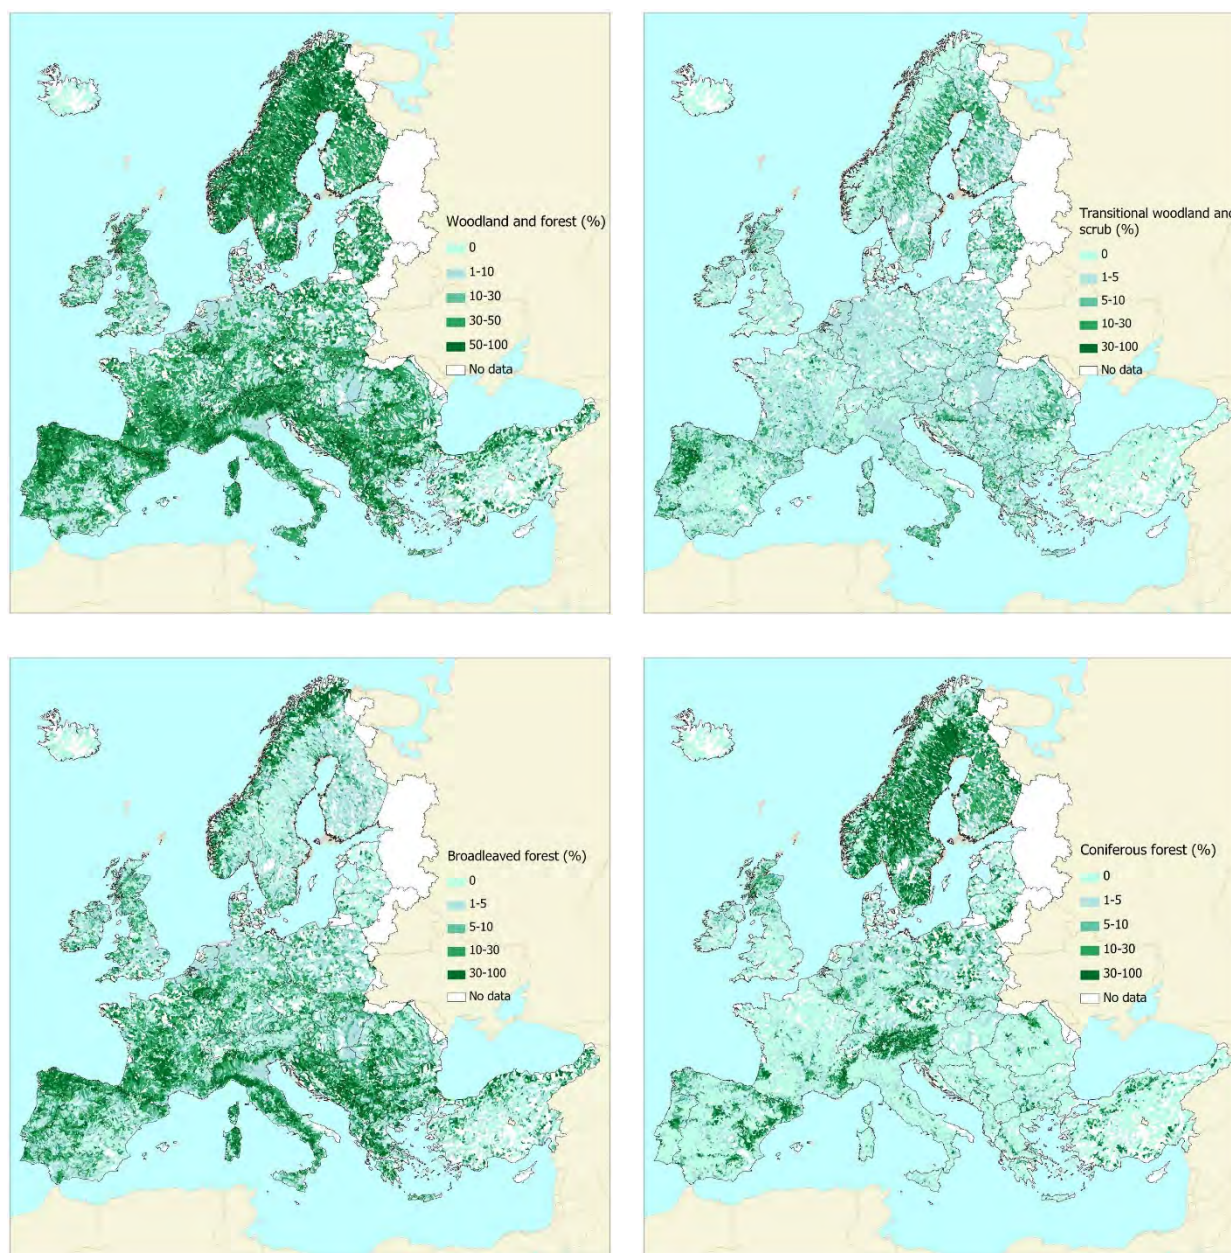 Woodland and forest (%)
0
1-10
10-30
30-50
50-100
No data
Transitional woodland and
scrub (%)
0
1-5
5-10
10-30
30-100
No data
Broadleaved forest (%)
0
1-5
5-10
10-30
30-100
No data
Coniferous forest (%)
0
1-5
5-10
10-30
30-100
No data